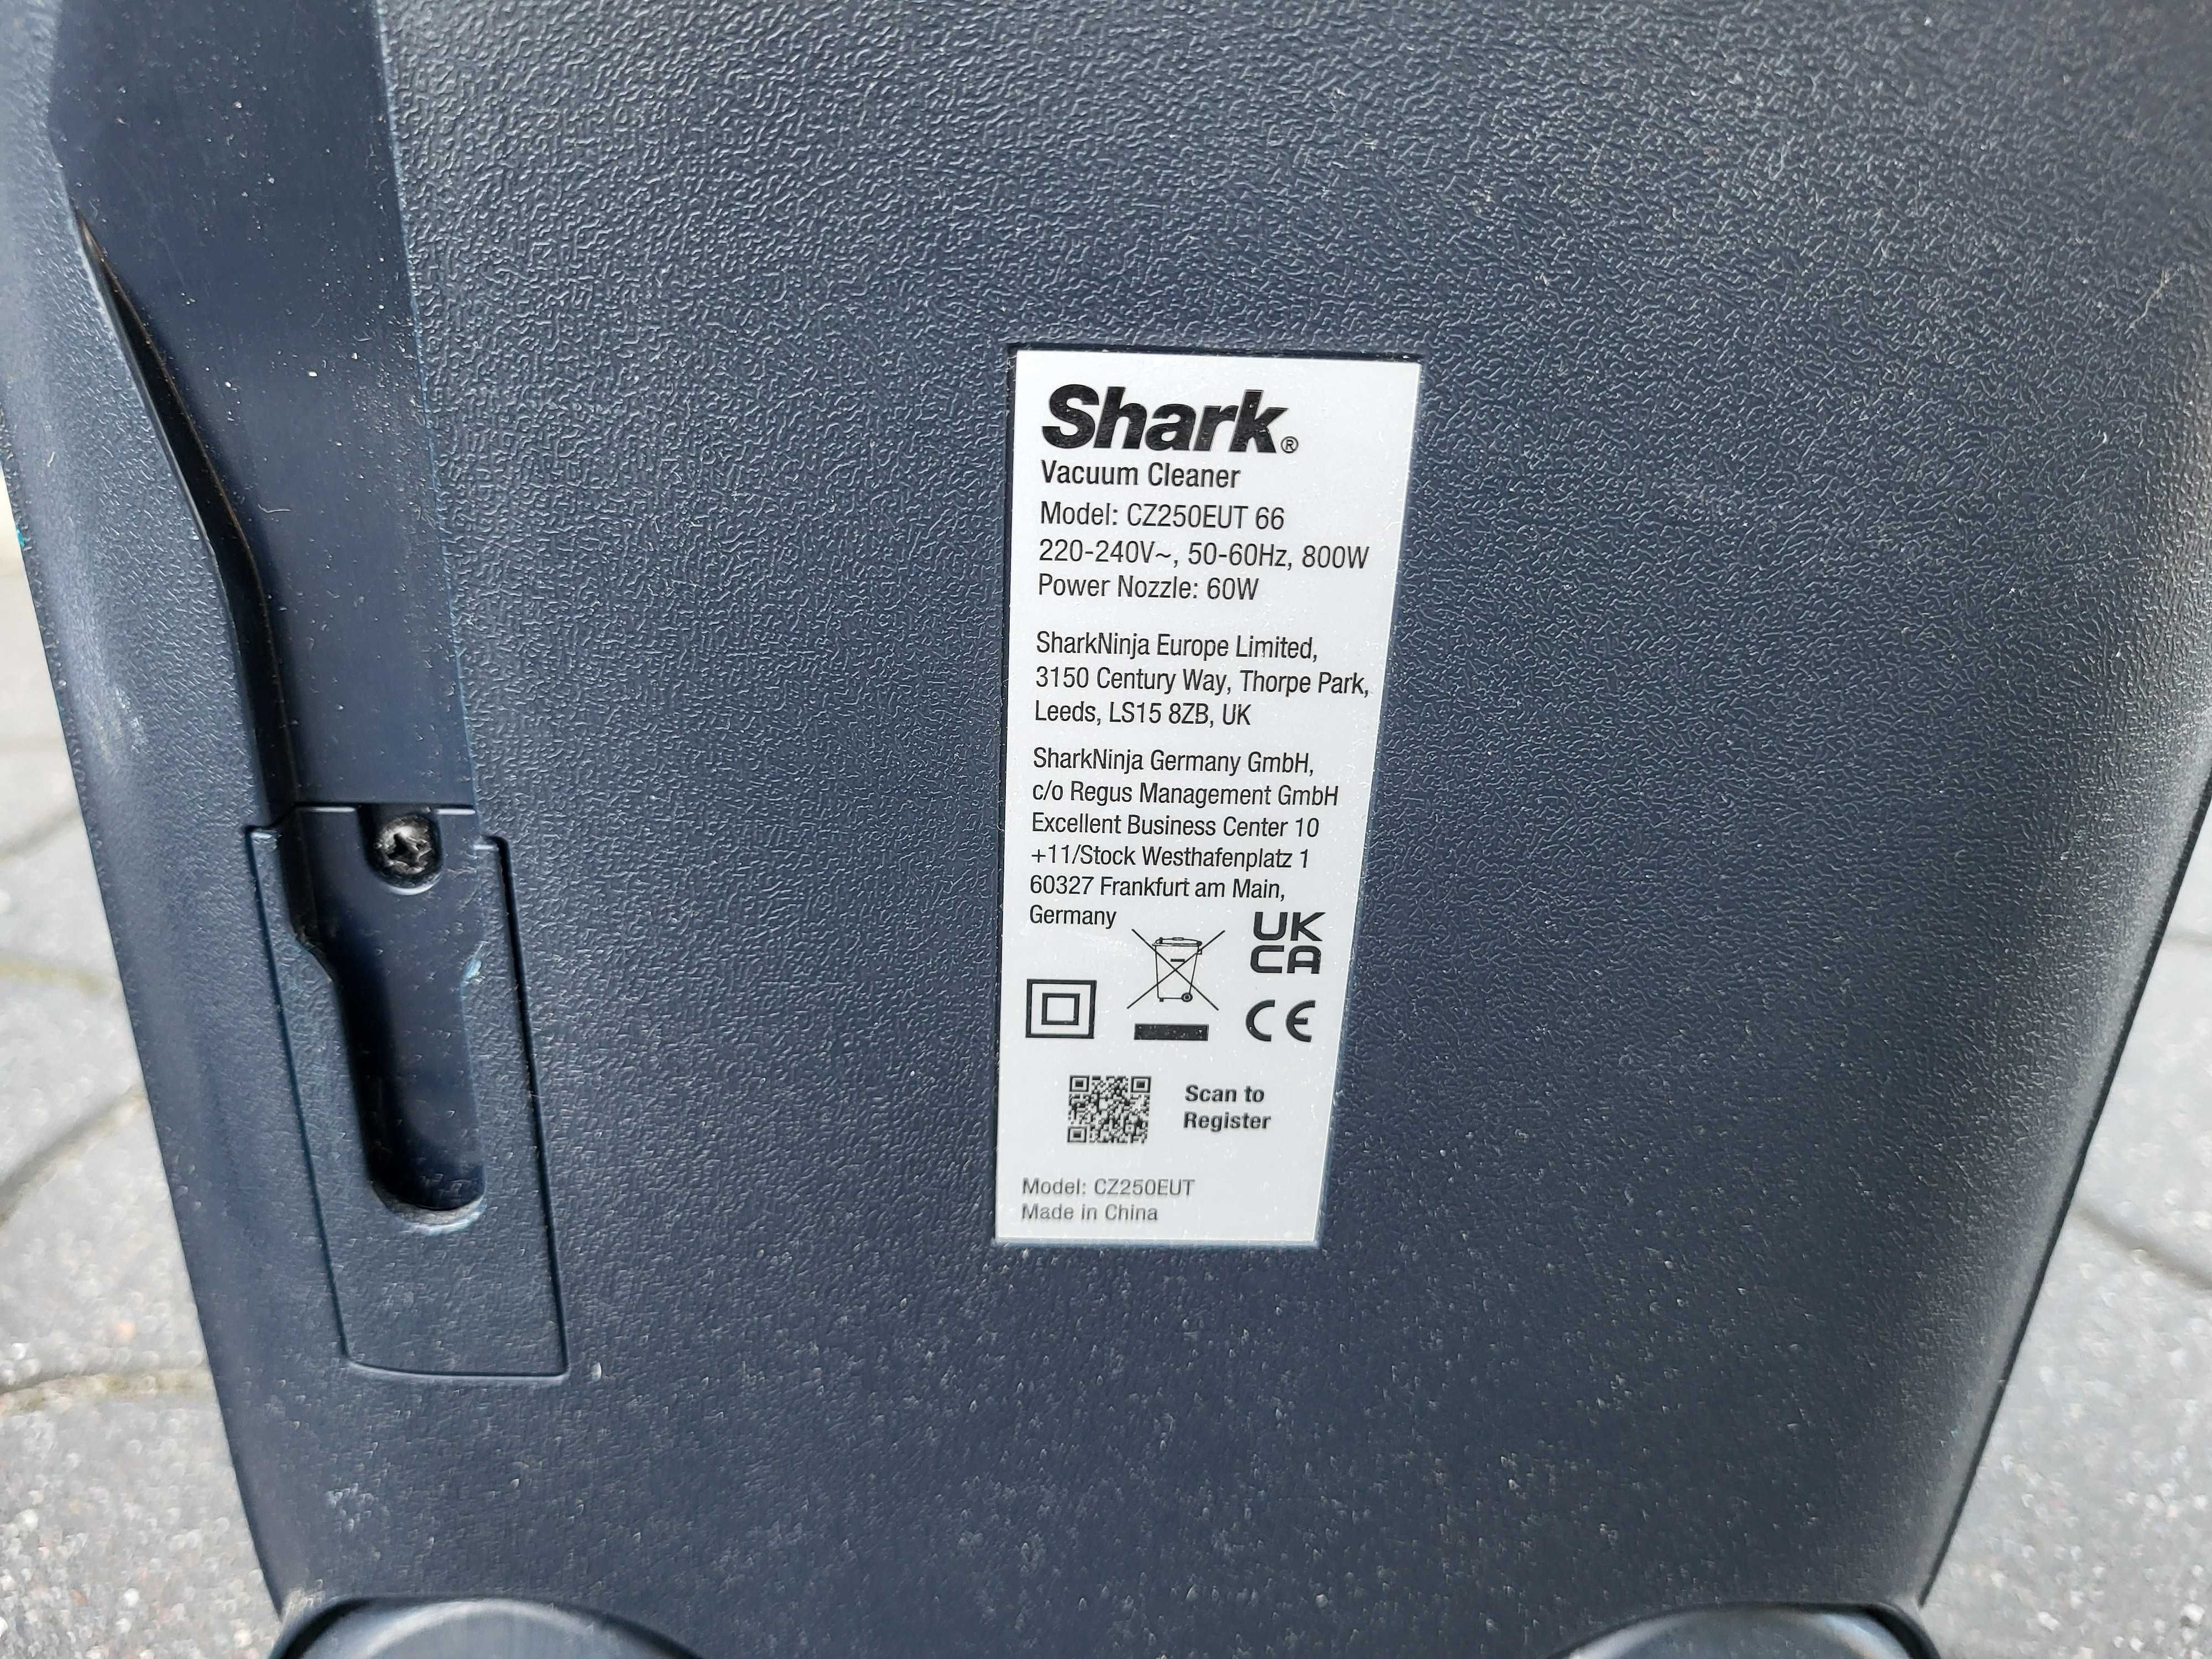 Shark®
Vacuum Cleaner
Model: CZ250EUT 66
220-240V~, 50-60Hz, 800W
Power Nozzle: 60W
SharkNinja Europe Limited,
3150 Century Way, Thorpe Park,
Leeds, LS15 8ZB, UK
SharkNinja Germany GmbH,
c/o Regus Management GmbH
Excellent Business Center 10
+11/Stock Westhafenplatz 1
60327 Frankfurt am Main,
Germany
UK
CA
CE
Scan to
Register
Model: CZ250EUT
Made in China